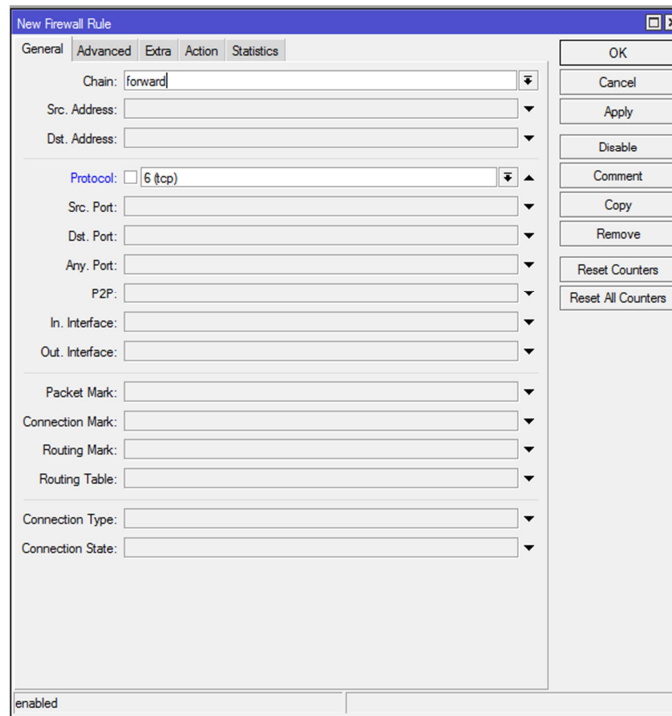 New Firewall Rule
General Advanced Extra Action Statistics
Chain: forward
Src. Address:
Dst. Address:
Protocol: 6 (tcp)
Src. Port:
Dst. Port:
Any. Port:
P2P:
In. Interface:
Out. Interface:
Packet Mark:
Connection Mark:
Routing Mark:
Routing Table:
Connection Type:
Connection State:
OK
Cancel
Apply
Disable
Comment
Copy
Remove
Reset Counters
Reset All Counters
enabled